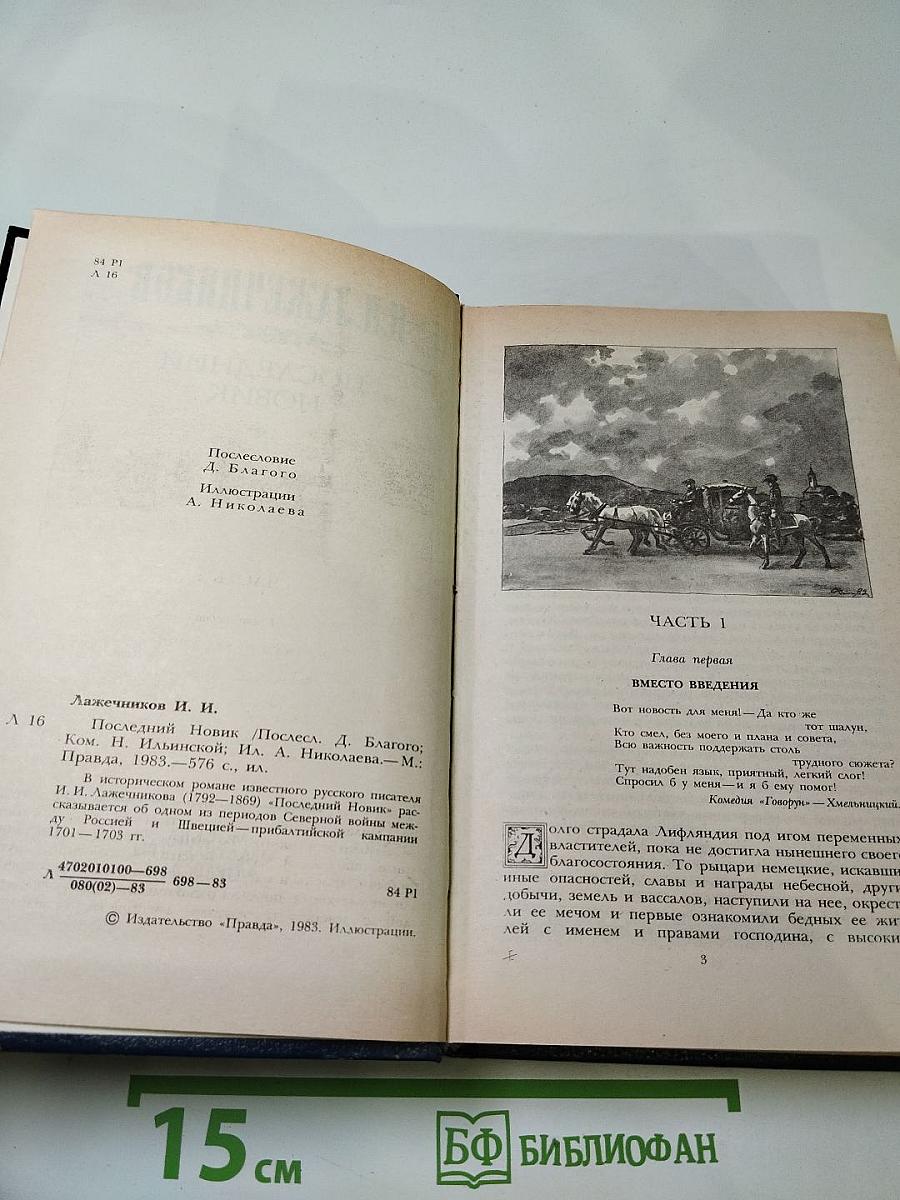 84 Р1
Л 16
Послесловие
Д. Благого
Иллюстрации
А. Николаева
Лажечников И. И.
Л 16
Последний Новик /Послесл. Д. Благого;
Ком. Н. Ильинской; Ил. А. Николаева.—М.:
Правда, 1983.—576 с., ил.
В историческом романе известного русского писателя
И. И. Лажечникова (1792—1869) «Последний Новик» рас-
сказывается об одном из периодов Северной войны меж-
ду Россией и Швецией—прибалтийской кампании
1701—1703 гг.
Л 4702010100—698
080(02)—83
698—83
84 Р1
© Издательство «Правда», 1983. Иллюстрации.
ЧАСТЬ 1
Глава первая
ВМЕСТО ВВЕДЕНИЯ
Вот новость для меня!—Да кто же
тот шалун,
Кто смел, без моего и плана и совета,
Всю важность поддержать столь
трудного сюжета?
Тут надобен язык, приятный, легкий слог!
Спросил б у меня—и я б ему помог!
Комедия «Говорун»—Хмельницкий.
Долго страдала Лифляндия под игом переменных
властителей, пока не достигла нынешнего своего
благосостояния. То рыцари немецкие, искавши
иные опасностей, славы и награды небесной, други
добычи, земель и вассалов, наступили на нее, окрест
ли ее мечом и первые ознакомили бедных ее жит
лей с именем и правами господина, с высоки
3
15 см
БФ БИБЛИОФАН